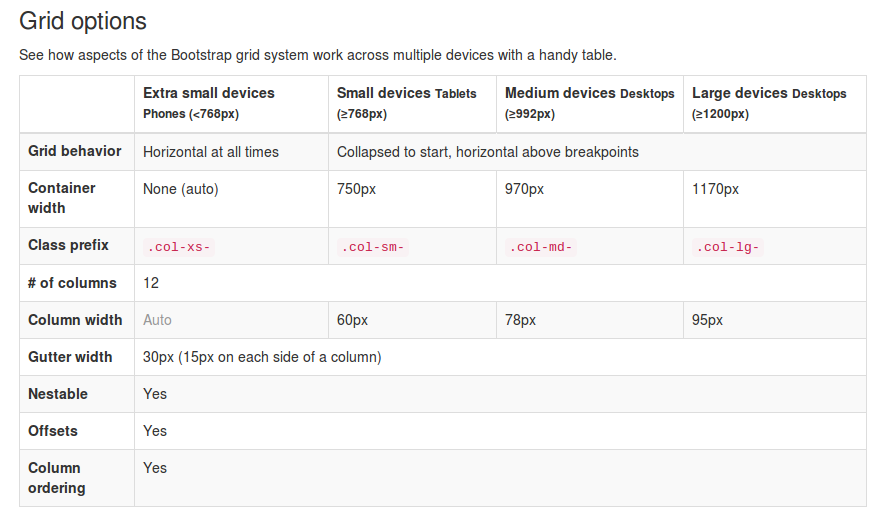 Grid options
See how aspects of the Bootstrap grid system work across multiple devices with a handy table.
Extra small devices Small devices Tablets Medium devices Desktops Large devices Desktops
Phones (<768px) (≥768px) (≥992px) (≥1200px)
Grid behavior Horizontal at all times Collapsed to start, horizontal above breakpoints
Container None (auto) 750px 970px 1170px
width
Class prefix .col-xs- .col-sm- .col-md- .col-lg-
# of columns 12
Column width Auto 60px 78px 95px
Gutter width 30px (15px on each side of a column)
Nestable Yes
Offsets Yes
Column Yes
ordering